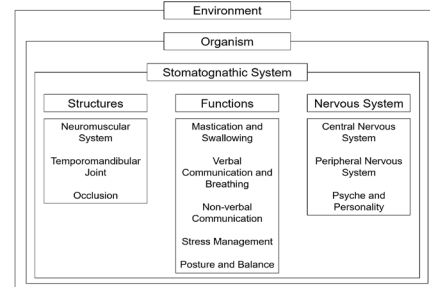 Environment
Organism
Stomatognathic System
Structures
Neuromuscular
System
Temporomandibular
Joint
Occlusion
Functions
Mastication and
Swallowing
Verbal
Communication and
Breathing
Non-verbal
Communication
Stress Management
Posture and Balance
Nervous System
Central Nervous
System
Peripheral Nervous
System
Psyche and
Personality